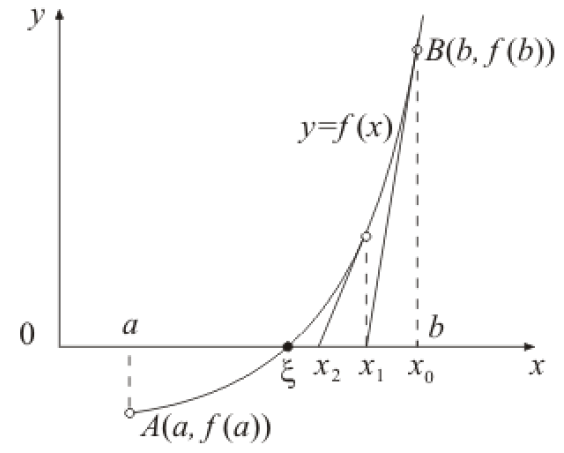 y
B(b, f(b))
y=f(x)
0
a
b
ξ
x₂
x₁
x₀
x
A(a, f(a))